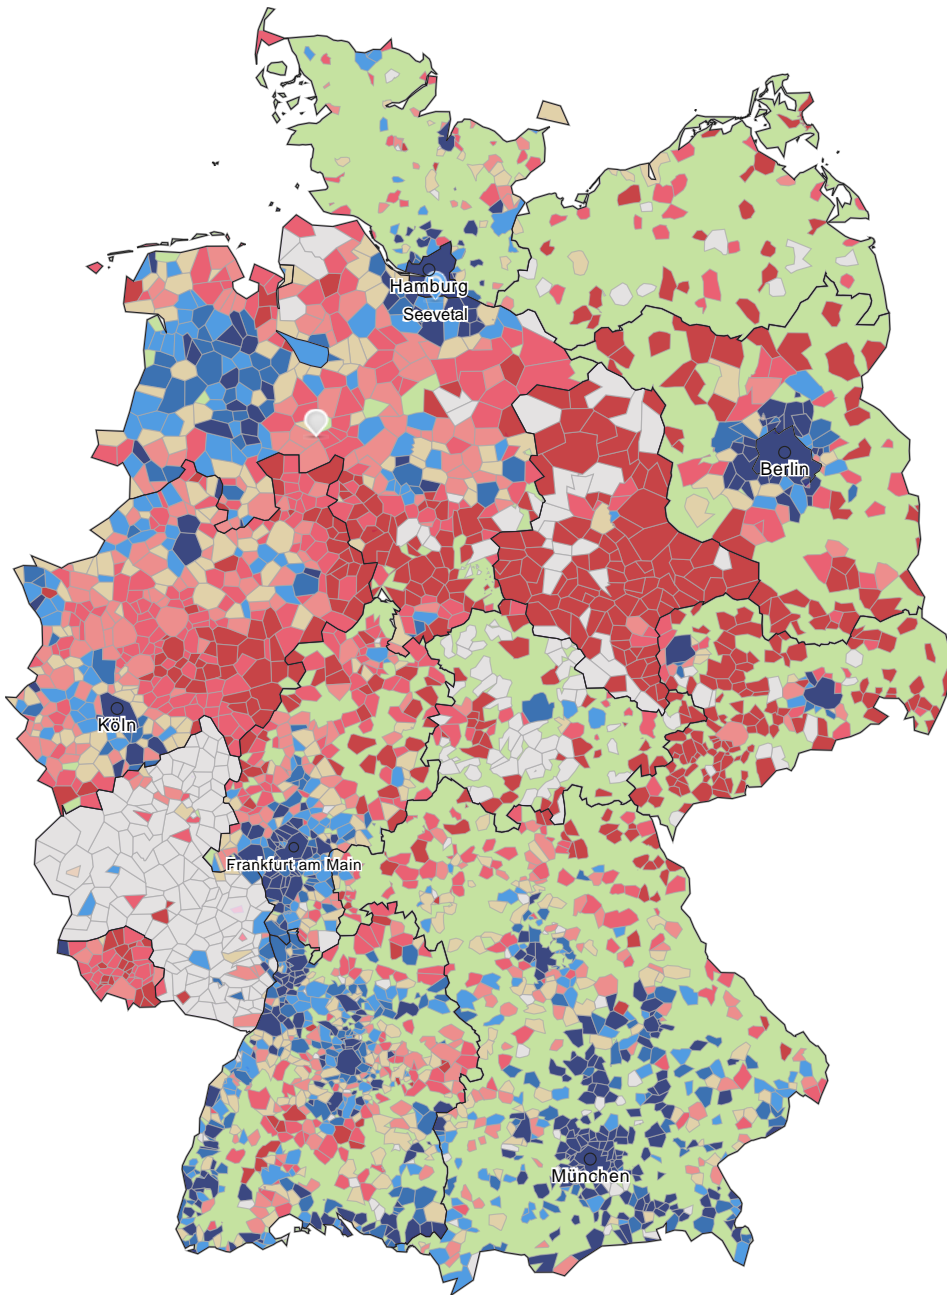 Hamburg
Seevetal
Berlin
Köln
Frankfurt am Main
München